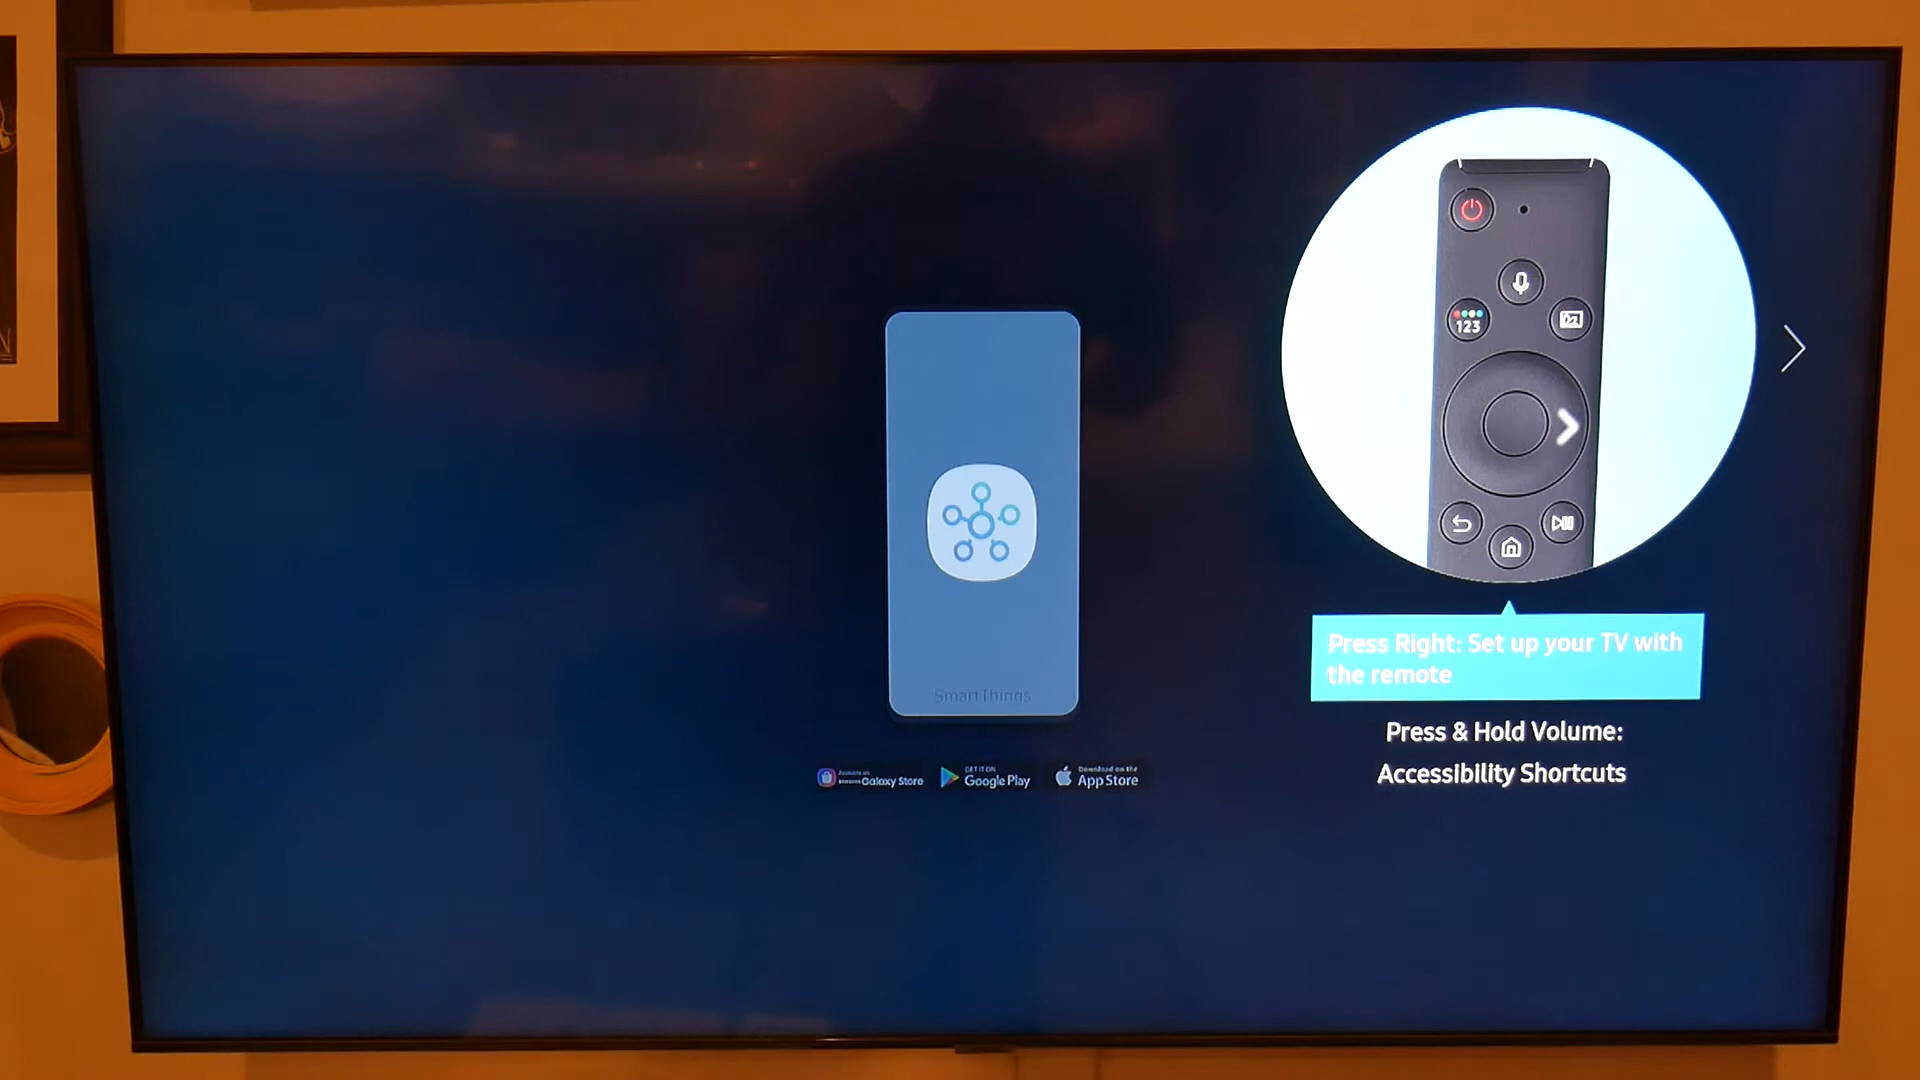 123
Press Right: Set up your TV with
the remote
Press & Hold Volume:
Accessibility Shortcuts
SmartThings
Galaxy Store
GET IT ON
Google Play
Download on the
App Store
N